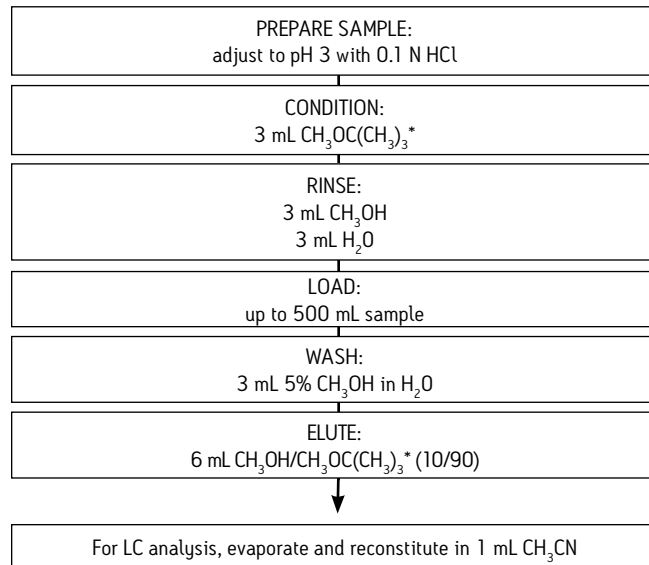 PREPARE SAMPLE:
adjust to pH 3 with 0.1 N HCl
CONDITION:
3 mL CH₃OC(CH₃)₃*
RINSE:
3 mL CH₃OH
3 mL H₂O
LOAD:
up to 500 mL sample
WASH:
3 mL 5% CH₃OH in H₂O
ELUTE:
6 mL CH₃OH/CH₃OC(CH₃)₃* (10/90)
For LC analysis, evaporate and reconstitute in 1 mL CH₃CN